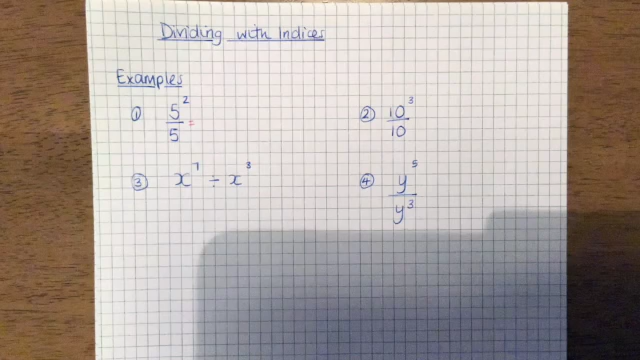 Dividing with Indices
Examples
① 5² / 5 =
② 10³ / 10
③ x⁷ ÷ x³
④ y⁵ / y³